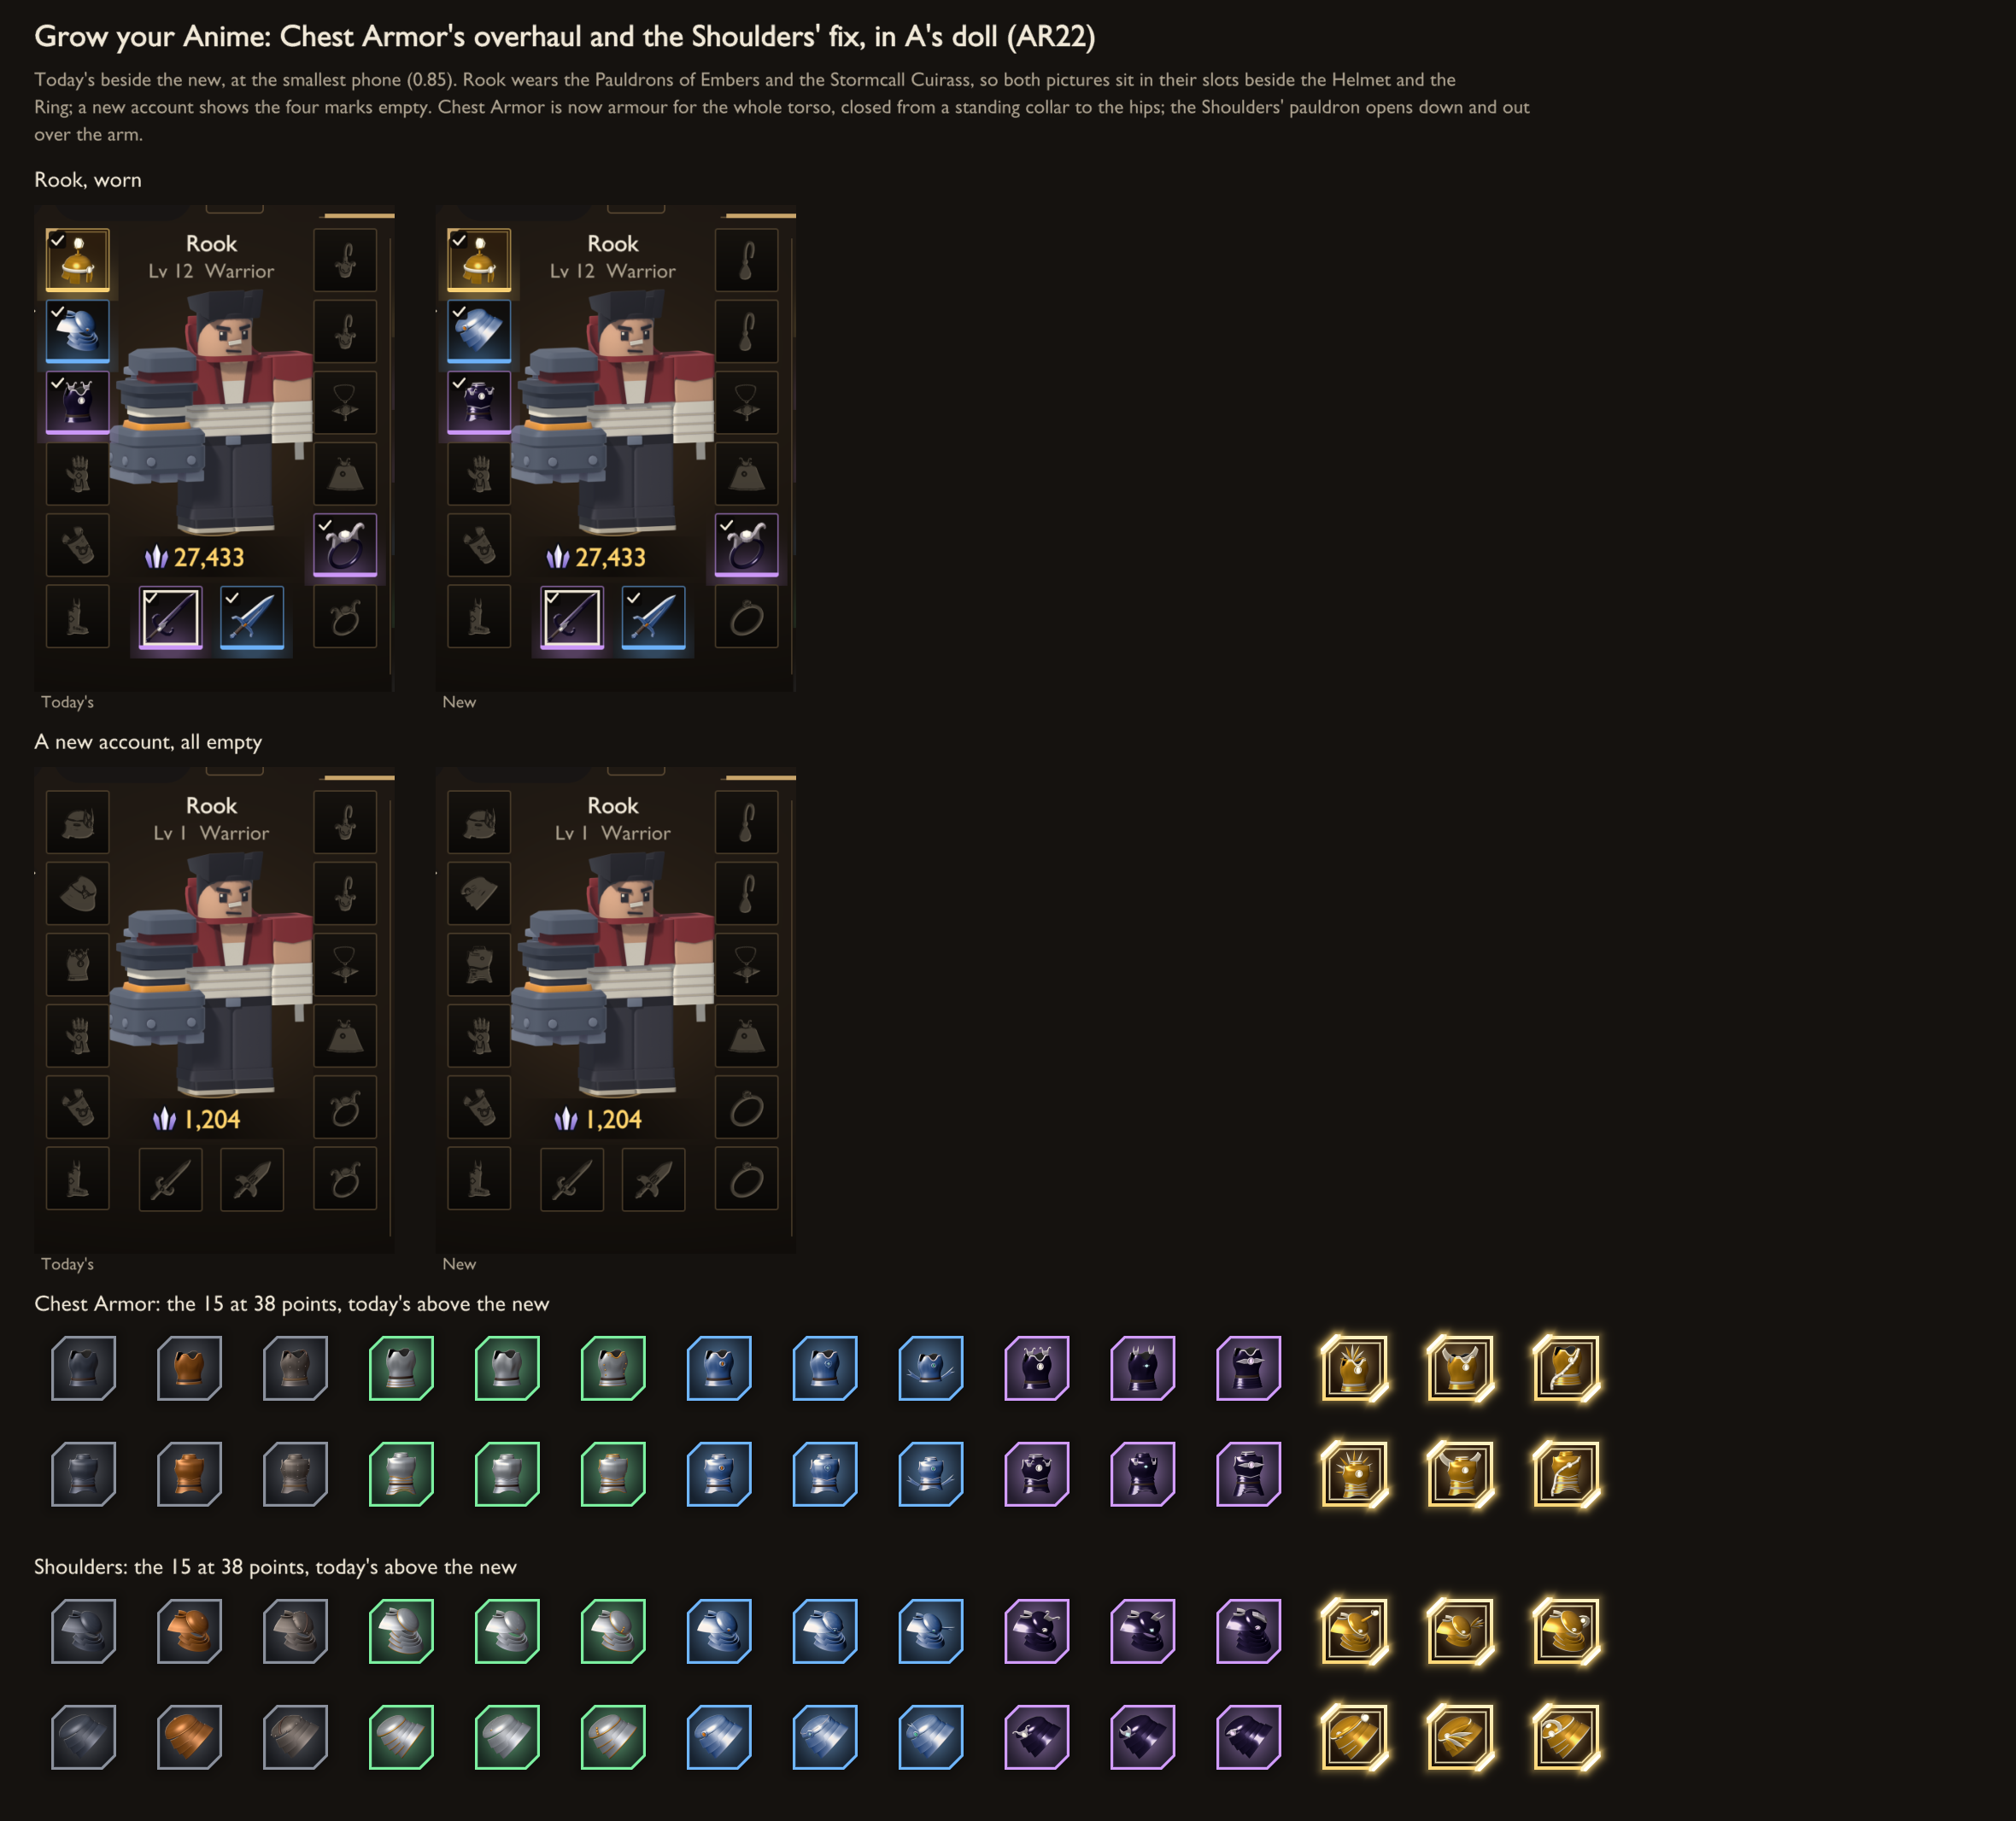 Grow your Anime: Chest Armor's overhaul and the Shoulders' fix, in A's doll (AR22)
Today's beside the new, at the smallest phone (0.85). Rook wears the Pauldrons of Embers and the Stormcall Cuirass, so both pictures sit in their slots beside the Helmet and the
Ring; a new account shows the four marks empty. Chest Armor is now armour for the whole torso, closed from a standing collar to the hips; the Shoulders' pauldron opens down and out
over the arm.
Rook, worn
Rook
Lv 12 Warrior
27,433
Today's
Rook
Lv 12 Warrior
27,433
New
A new account, all empty
Rook
Lv 1 Warrior
1,204
Today's
Rook
Lv 1 Warrior
1,204
New
Chest Armor: the 15 at 38 points, today's above the new
Shoulders: the 15 at 38 points, today's above the new